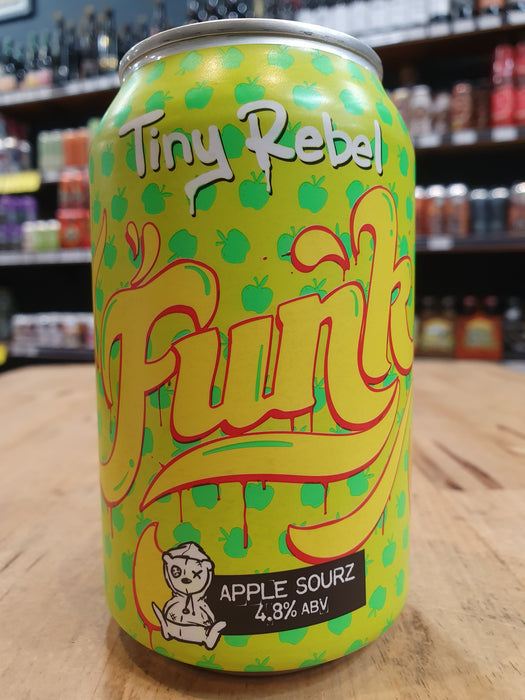 Tiny Rebel
Funk
APPLE SOURZ
4.8% ABV